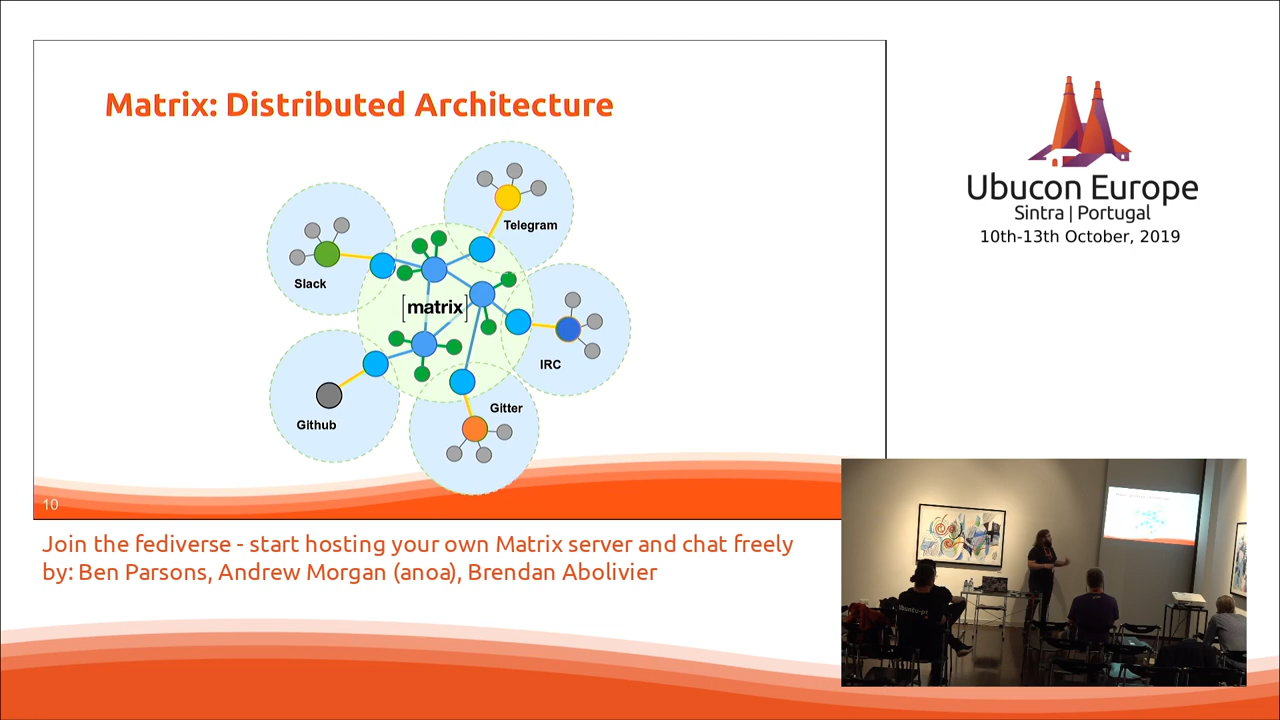 Matrix: Distributed Architecture
Telegram
Slack
[matrix]
IRC
Gitter
Github
10
Ubucon Europe
Sintra | Portugal
10th-13th October, 2019
Join the fediverse - start hosting your own Matrix server and chat freely
by: Ben Parsons, Andrew Morgan (anoa), Brendan Abolivier
ubuntu-pt